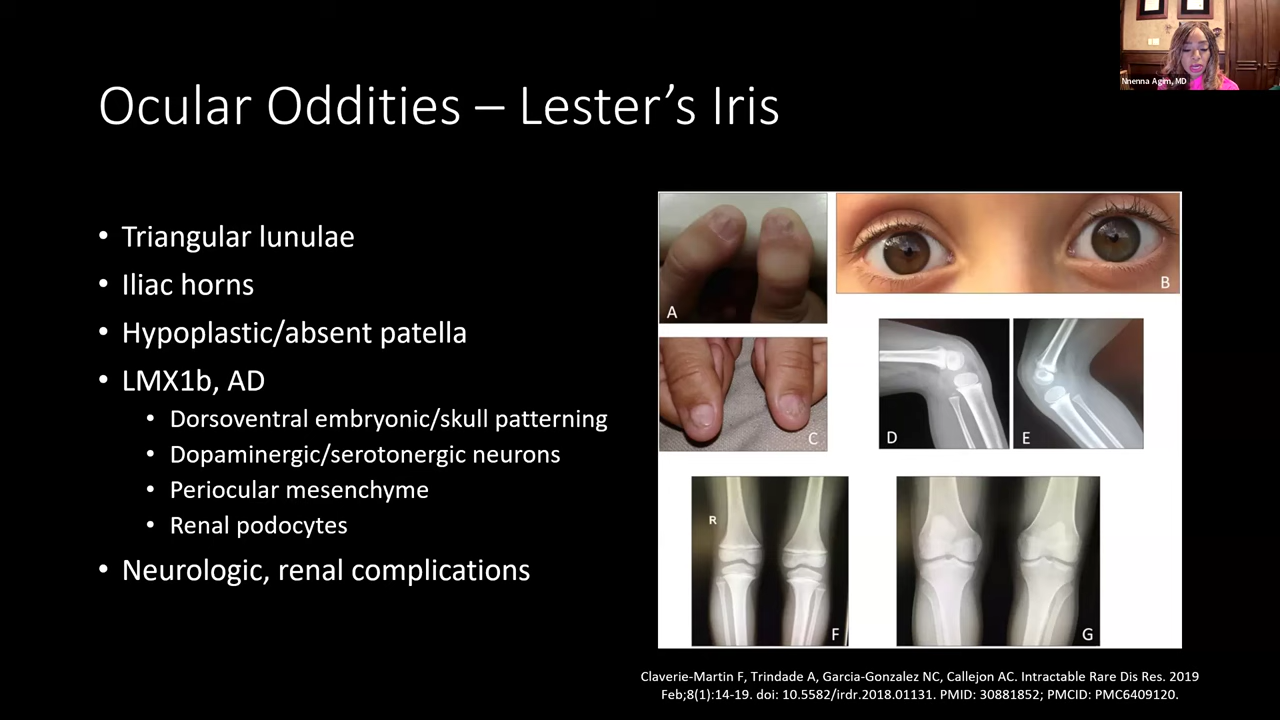 Nnenna Agim, MD
Ocular Oddities – Lester's Iris
• Triangular lunulae
• Iliac horns
• Hypoplastic/absent patella
• LMX1b, AD
• Dorsoventral embryonic/skull patterning
• Dopaminergic/serotonergic neurons
• Periocular mesenchyme
• Renal podocytes
• Neurologic, renal complications
A
B
C
D
E
R
F
G
Claverie-Martin F, Trindade A, Garcia-Gonzalez NC, Callejon AC. Intractable Rare Dis Res. 2019
Feb;8(1):14-19. doi: 10.5582/irdr.2018.01131. PMID: 30881852; PMCID: PMC6409120.